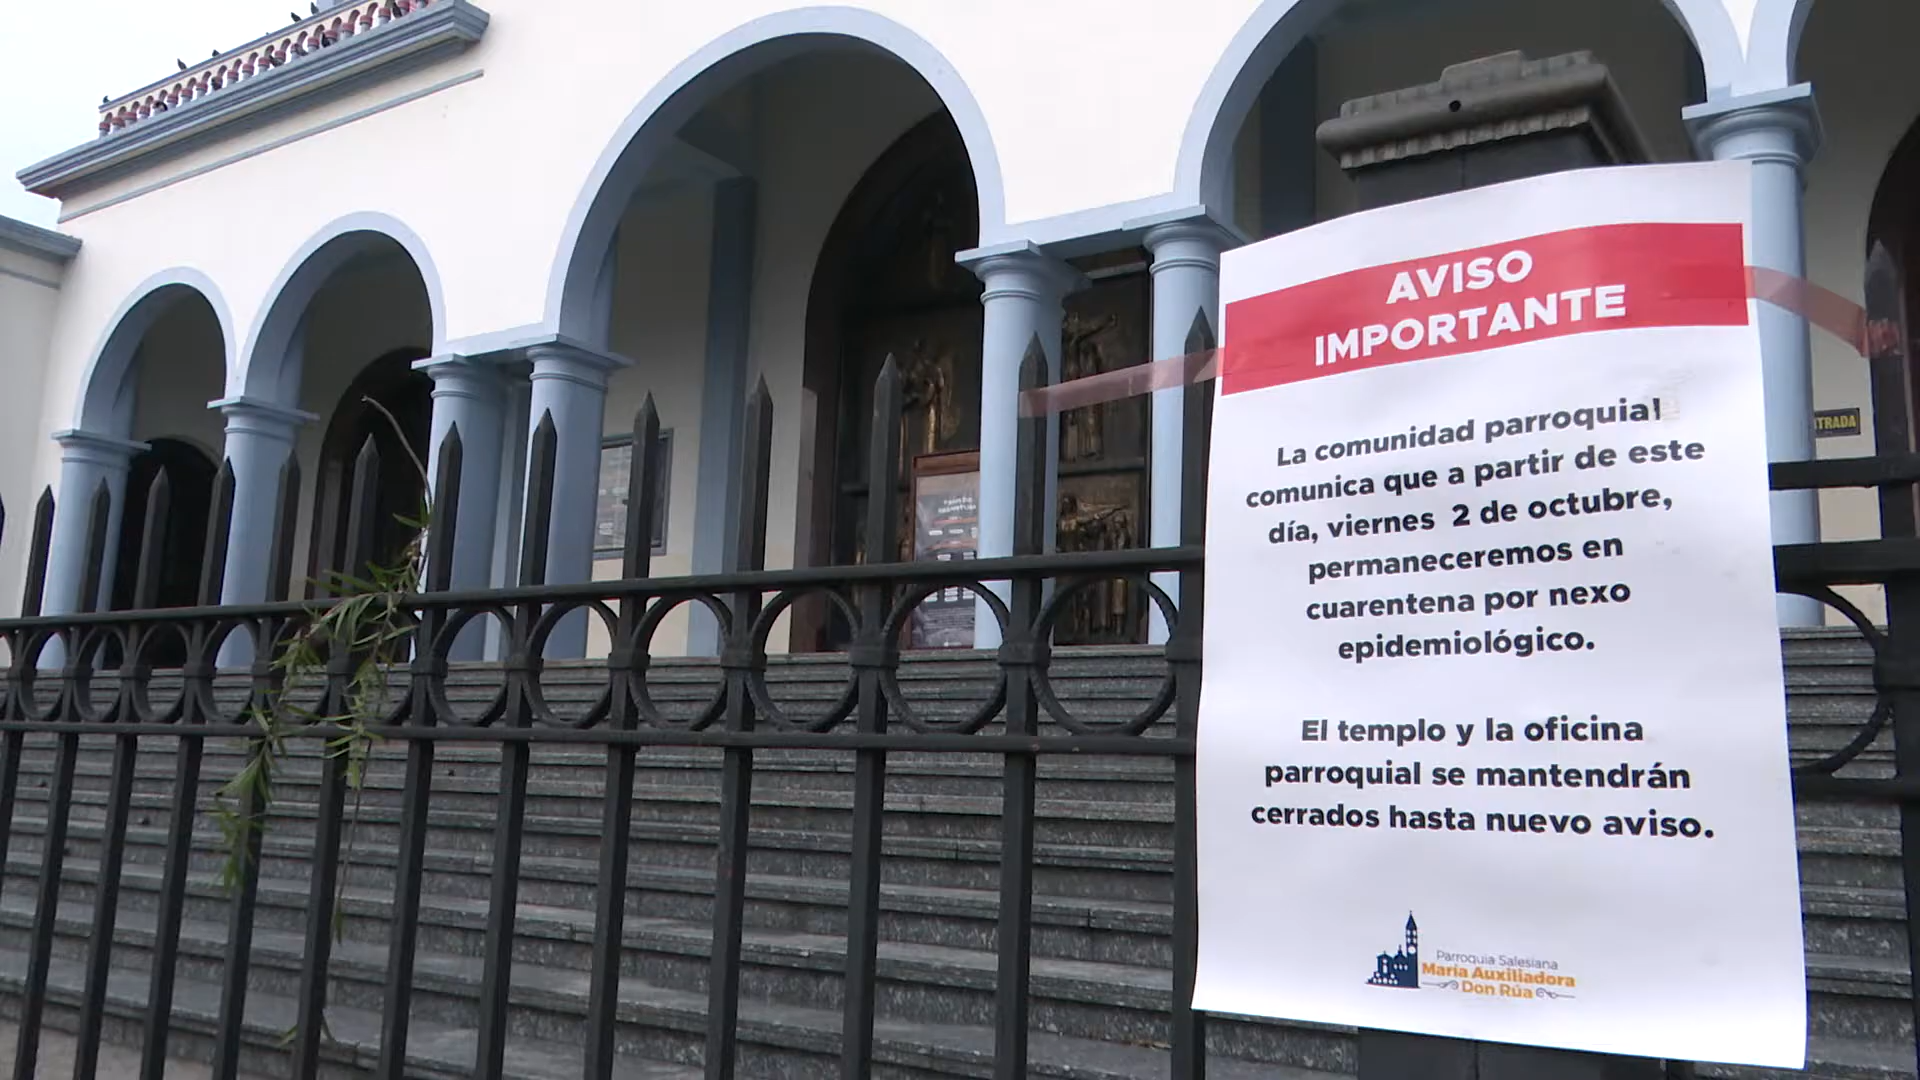 AVISO
IMPORTANTE
La comunidad parroquial
comunica que a partir de este
día, viernes 2 de octubre,
permaneceremos en
cuarentena por nexo
epidemiológico.
El templo y la oficina
parroquial se mantendrán
cerrados hasta nuevo aviso.
Parroquia Salesiana
María Auxiliadora
Don Rúa